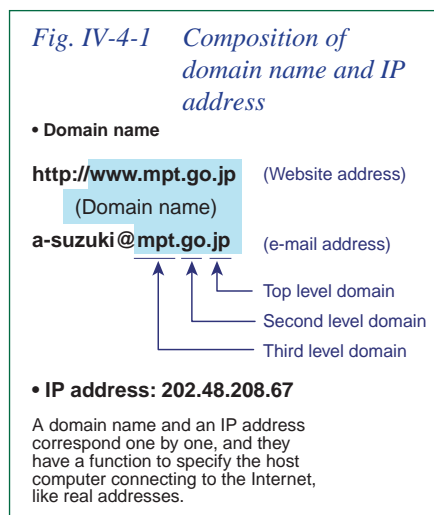 Fig. IV-4-1 Composition of
domain name and IP
address
• Domain name
http://www.mpt.go.jp (Website address)
(Domain name)
a-suzuki@mpt.go.jp (e-mail address)
Top level domain
Second level domain
Third level domain
• IP address: 202.48.208.67
A domain name and an IP address
correspond one by one, and they
have a function to specify the host
computer connecting to the Internet,
like real addresses.